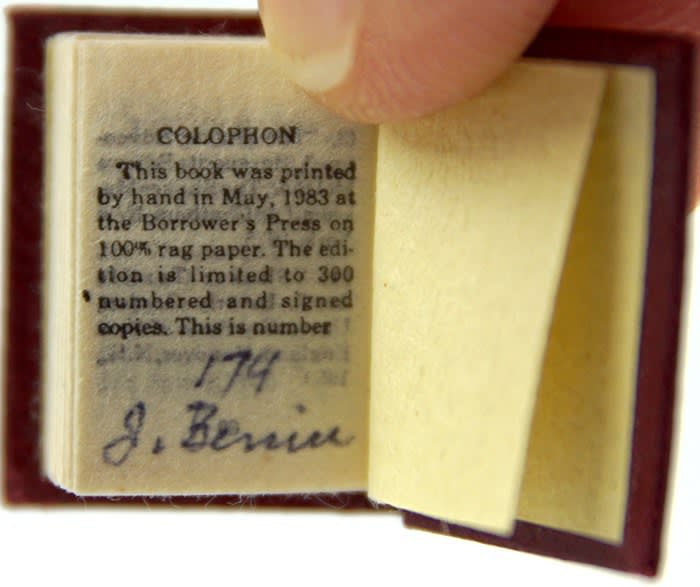 COLOPHON
This book was printed
by hand in May, 1983 at
the Borrower's Press on
100% rag paper. The edi-
tion is limited to 300
numbered and signed
copies. This is number
174
J. Bernier